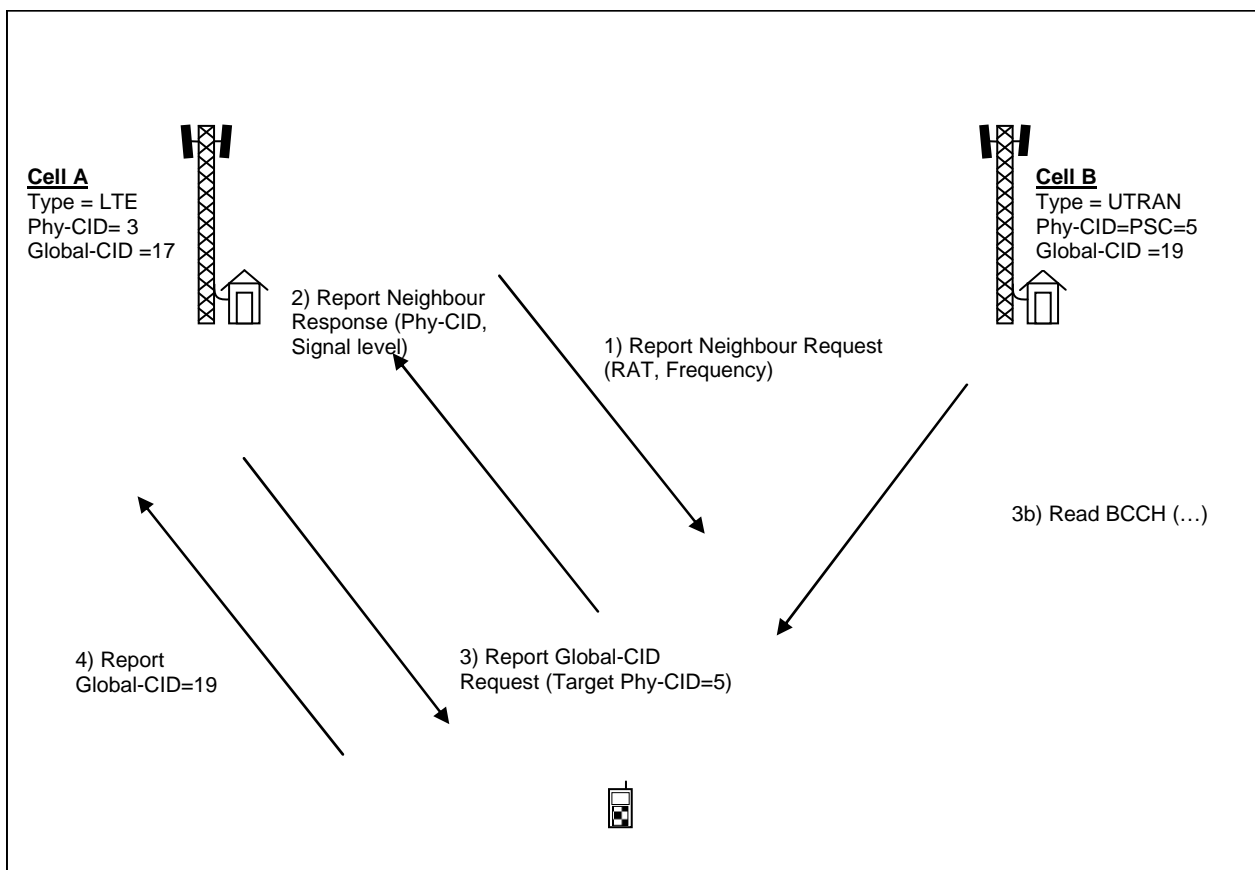 Cell A
Type = LTE
Phy-CID= 3
Global-CID =17
Cell B
Type = UTRAN
Phy-CID=PSC=5
Global-CID =19
2) Report Neighbour
Response (Phy-CID,
Signal level)
1) Report Neighbour Request
(RAT, Frequency)
3b) Read BCCH (…)
4) Report
Global-CID=19
3) Report Global-CID
Request (Target Phy-CID=5)